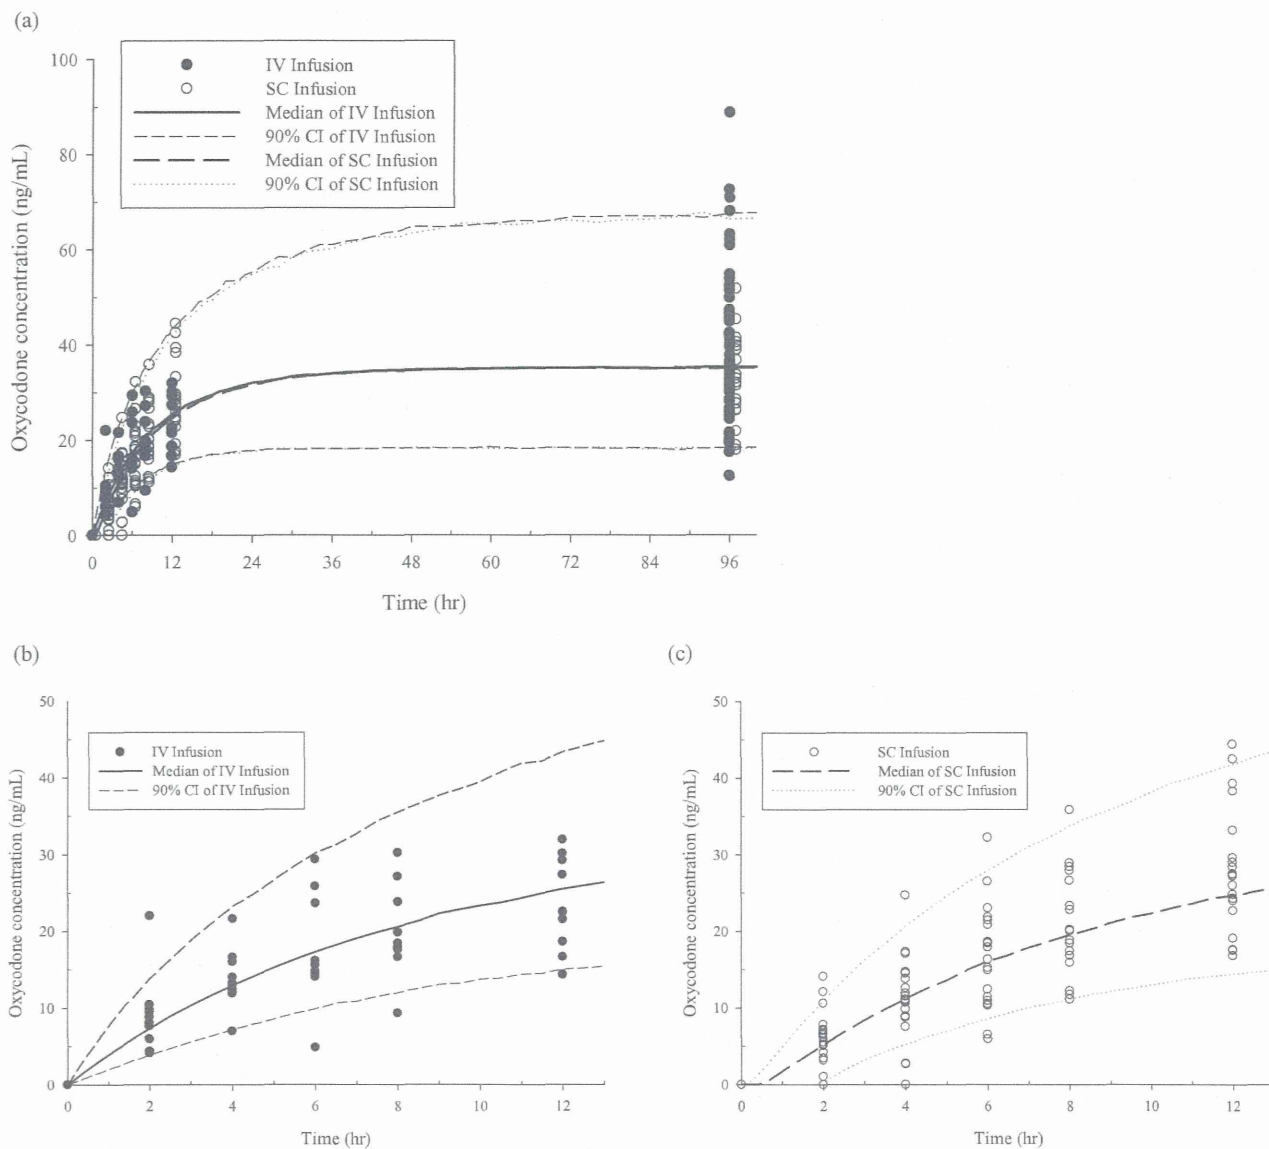 (a)
100
80
60
40
20
0
Oxycodone concentration (ng/mL)
IV Infusion
SC Infusion
Median of IV Infusion
90% CI of IV Infusion
Median of SC Infusion
90% CI of SC Infusion
0 12 24 36 48 60 72 84 96
Time (hr)
(b)
50
40
30
20
10
0
Oxycodone concentration (ng/mL)
IV Infusion
Median of IV Infusion
90% CI of IV Infusion
0 2 4 6 8 10 12
Time (hr)
(c)
50
40
30
20
10
0
Oxycodone concentration (ng/mL)
SC Infusion
Median of SC Infusion
90% CI of SC Infusion
0 2 4 6 8 10 12
Time (hr)